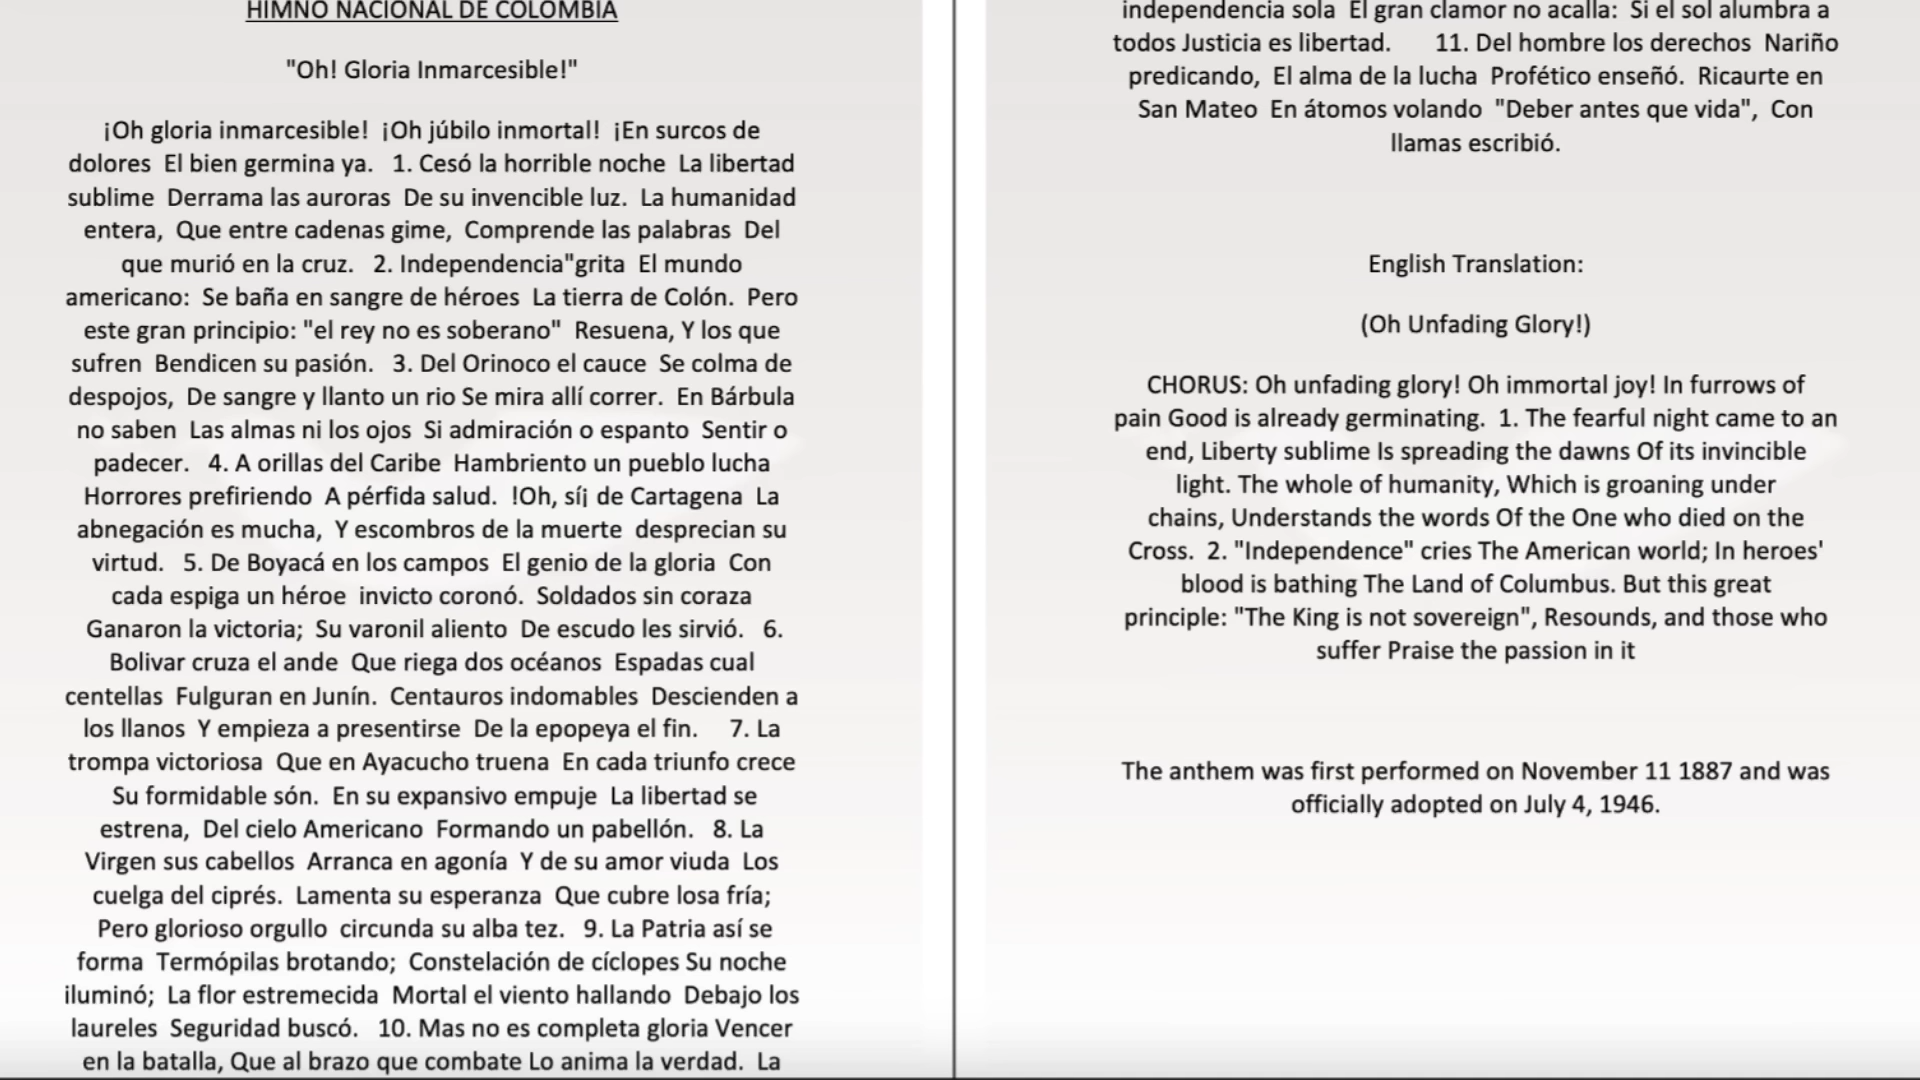 HIMNO NACIONAL DE COLOMBIA
"Oh! Gloria Inmarcesible!"
¡Oh gloria inmarcesible! ¡Oh júbilo inmortal! ¡En surcos de
dolores El bien germina ya. 1. Cesó la horrible noche La libertad
sublime Derrama las auroras De su invencible luz. La humanidad
entera, Que entre cadenas gime, Comprende las palabras Del
que murió en la cruz. 2. Independencia"grita El mundo
americano: Se baña en sangre de héroes La tierra de Colón. Pero
este gran principio: "el rey no es soberano" Resuena, Y los que
sufren Bendicen su pasión. 3. Del Orinoco el cauce Se colma de
despojos, De sangre y llanto un rio Se mira allí correr. En Bárbula
no saben Las almas ni los ojos Si admiración o espanto Sentir o
padecer. 4. A orillas del Caribe Hambriento un pueblo lucha
Horrores prefiriendo A pérfida salud. !Oh, sí¡ de Cartagena La
abnegación es mucha, Y escombros de la muerte desprecian su
virtud. 5. De Boyacá en los campos El genio de la gloria Con
cada espiga un héroe invicto coronó. Soldados sin coraza
Ganaron la victoria; Su varonil aliento De escudo les sirvió. 6.
Bolivar cruza el ande Que riega dos océanos Espadas cual
centellas Fulguran en Junín. Centauros indomables Descienden a
los llanos Y empieza a presentirse De la epopeya el fin. 7. La
trompa victoriosa Que en Ayacucho truena En cada triunfo crece
Su formidable són. En su expansivo empuje La libertad se
estrena, Del cielo Americano Formando un pabellón. 8. La
Virgen sus cabellos Arranca en agonía Y de su amor viuda Los
cuelga del ciprés. Lamenta su esperanza Que cubre losa fría;
Pero glorioso orgullo circunda su alba tez. 9. La Patria así se
forma Termópilas brotando; Constelación de cíclopes Su noche
iluminó; La flor estremecida Mortal el viento hallando Debajo los
laureles Seguridad buscó. 10. Mas no es completa gloria Vencer
en la batalla, Que al brazo que combate Lo anima la verdad. La
independencia sola El gran clamor no acalla: Si el sol alumbra a
todos Justicia es libertad. 11. Del hombre los derechos Nariño
predicando, El alma de la lucha Profético enseñó. Ricaurte en
San Mateo En átomos volando "Deber antes que vida", Con
llamas escribió.
English Translation:
(Oh Unfading Glory!)
CHORUS: Oh unfading glory! Oh immortal joy! In furrows of
pain Good is already germinating. 1. The fearful night came to an
end, Liberty sublime Is spreading the dawns Of its invincible
light. The whole of humanity, Which is groaning under
chains, Understands the words Of the One who died on the
Cross. 2. "Independence" cries The American world; In heroes'
blood is bathing The Land of Columbus. But this great
principle: "The King is not sovereign", Resounds, and those who
suffer Praise the passion in it
The anthem was first performed on November 11 1887 and was
officially adopted on July 4, 1946.